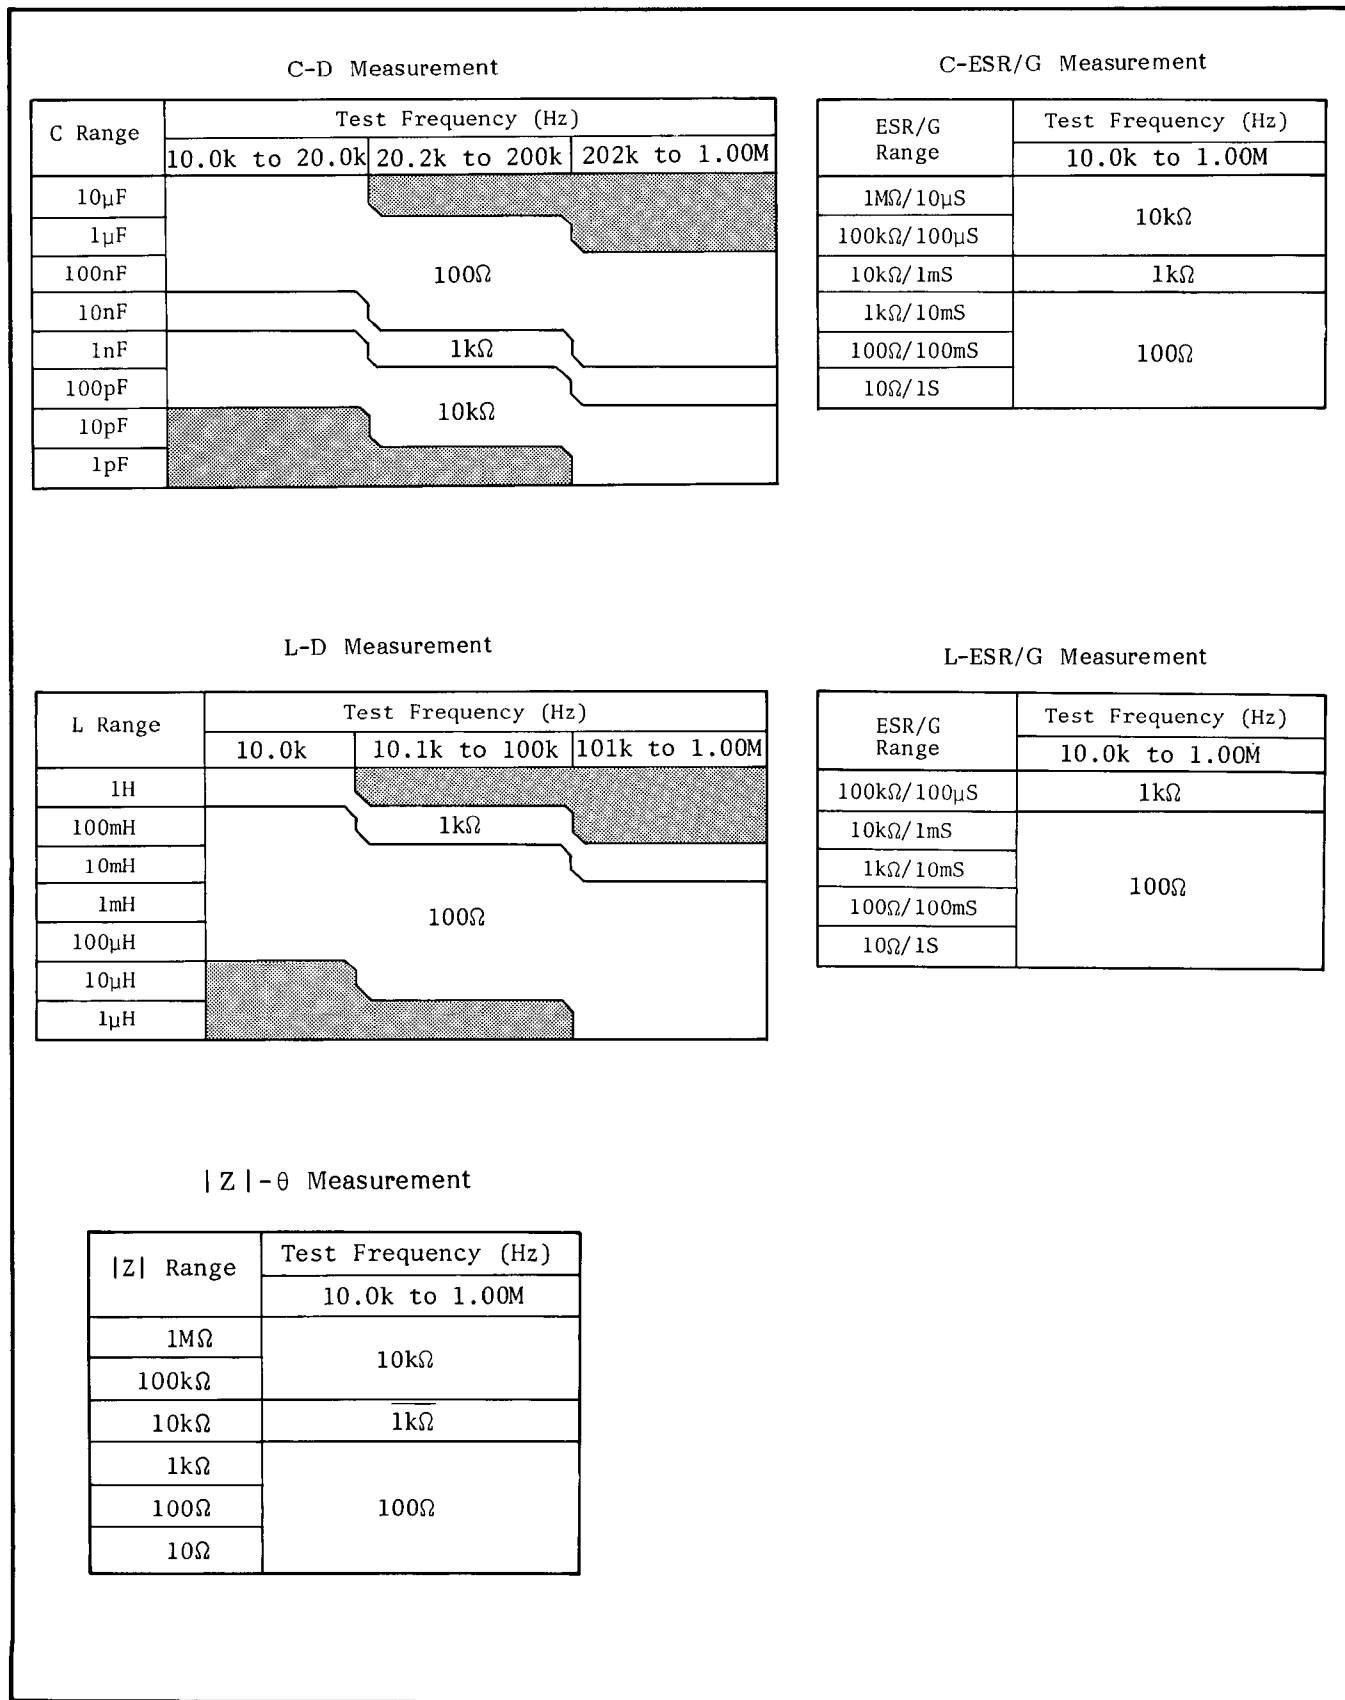 C-D Measurement
C Range
Test Frequency (Hz)
10.0k to 20.0k 20.2k to 200k 202k to 1.00M
10μF
1μF
100nF
10nF
1nF
100pF
10pF
1pF
100Ω
1kΩ
10kΩ
C-ESR/G Measurement
ESR/G
Range
Test Frequency (Hz)
10.0k to 1.00M
1MΩ/10μS
100kΩ/100μS
10kΩ/1mS
1kΩ/10mS
100Ω/100mS
10Ω/1S
10kΩ
1kΩ
100Ω
L-D Measurement
L Range
Test Frequency (Hz)
10.0k 10.1k to 100k 101k to 1.00M
1H
100mH
10mH
1mH
100μH
10μH
1μH
1kΩ
100Ω
L-ESR/G Measurement
ESR/G
Range
Test Frequency (Hz)
10.0k to 1.00M
100kΩ/100μS
10kΩ/1mS
1kΩ/10mS
100Ω/100mS
10Ω/1S
1kΩ
100Ω
|Z|-θ Measurement
|Z| Range
Test Frequency (Hz)
10.0k to 1.00M
1MΩ
100kΩ
10kΩ
1kΩ
100Ω
10Ω
10kΩ
1kΩ
100Ω